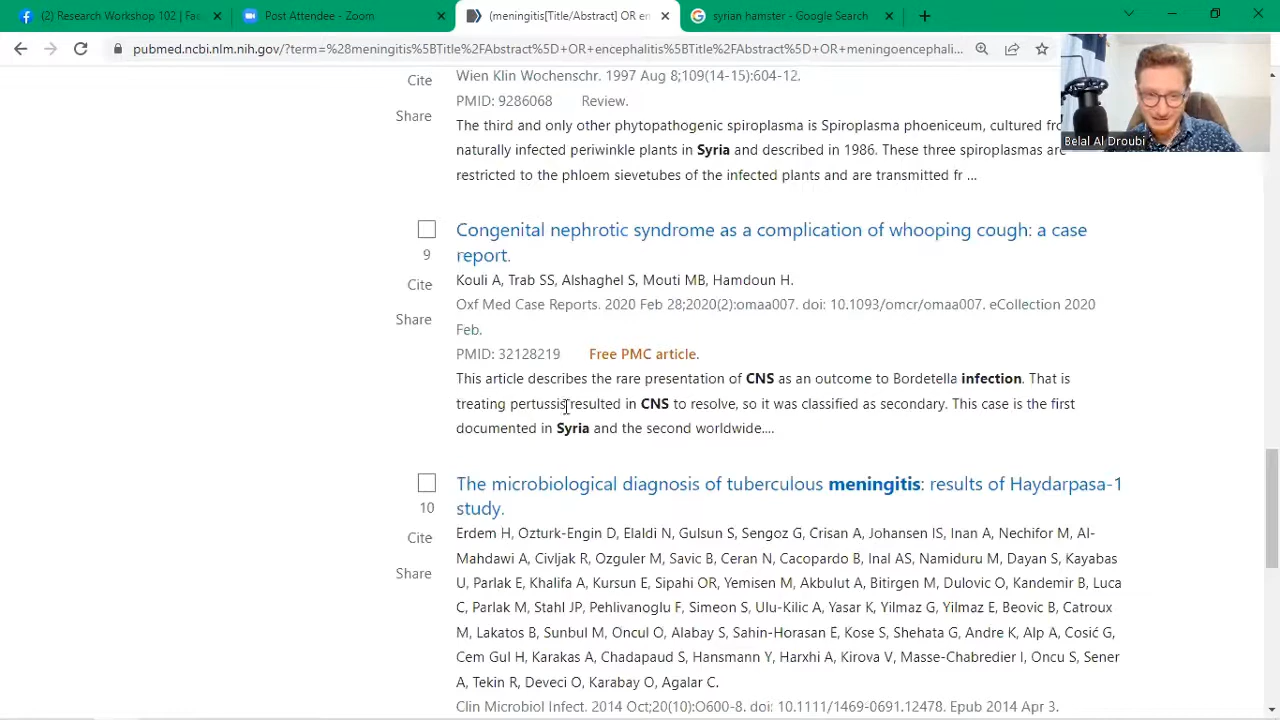 (2) Research Workshop 102 | Fac
Post Attendee - Zoom
(meningitis[Title/Abstract] OR en
syrian hamster - Google Search
pubmed.ncbi.nlm.nih.gov/?term=%28meningitis%5BTitle%2FAbstract%5D+OR+encephalitis%5BTitle%2FAbstract%5D+OR+meningoencephali...
Belal Al Droubi
Cite
Wien Klin Wochenschr. 1997 Aug 8;109(14-15):604-12.
PMID: 9286068 Review.
Share
The third and only other phytopathogenic spiroplasma is Spiroplasma phoeniceum, cultured fro
naturally infected periwinkle plants in Syria and described in 1986. These three spiroplasmas are
restricted to the phloem sievetubes of the infected plants and are transmitted fr ...
9
Cite
Share
Congenital nephrotic syndrome as a complication of whooping cough: a case
report.
Kouli A, Trab SS, Alshaghel S, Mouti MB, Hamdoun H.
Oxf Med Case Reports. 2020 Feb 28;2020(2):omaa007. doi: 10.1093/omcr/omaa007. eCollection 2020
Feb.
PMID: 32128219 Free PMC article.
This article describes the rare presentation of CNS as an outcome to Bordetella infection. That is
treating pertussis resulted in CNS to resolve, so it was classified as secondary. This case is the first
documented in Syria and the second worldwide....
10
Cite
Share
The microbiological diagnosis of tuberculous meningitis: results of Haydarpasa-1
study.
Erdem H, Ozturk-Engin D, Elaldi N, Gulsun S, Sengoz G, Crisan A, Johansen IS, Inan A, Nechifor M, Al-
Mahdawi A, Civljak R, Ozguler M, Savic B, Ceran N, Cacopardo B, Inal AS, Namiduru M, Dayan S, Kayabas
U, Parlak E, Khalifa A, Kursun E, Sipahi OR, Yemisen M, Akbulut A, Bitirgen M, Dulovic O, Kandemir B, Luca
C, Parlak M, Stahl JP, Pehlivanoglu F, Simeon S, Ulu-Kilic A, Yasar K, Yilmaz G, Yilmaz E, Beovic B, Catroux
M, Lakatos B, Sunbul M, Oncul O, Alabay S, Sahin-Horasan E, Kose S, Shehata G, Andre K, Alp A, Cosić G,
Cem Gul H, Karakas A, Chadapaud S, Hansmann Y, Harxhi A, Kirova V, Masse-Chabredier I, Oncu S, Sener
A, Tekin R, Deveci O, Karabay O, Agalar C.
Clin Microbiol Infect. 2014 Oct;20(10):O600-8. doi: 10.1111/1469-0691.12478. Epub 2014 Apr 3.